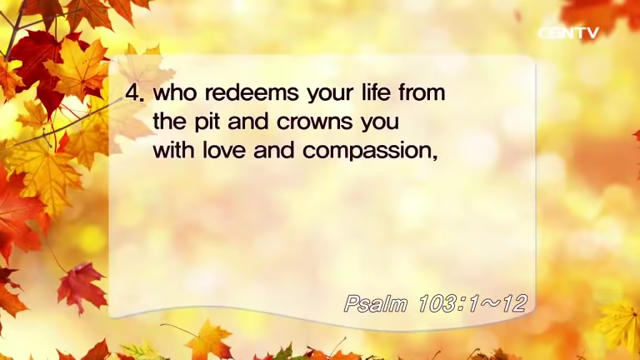 CBNTV
4. who redeems your life from
the pit and crowns you
with love and compassion,
Psalm 103:1~12